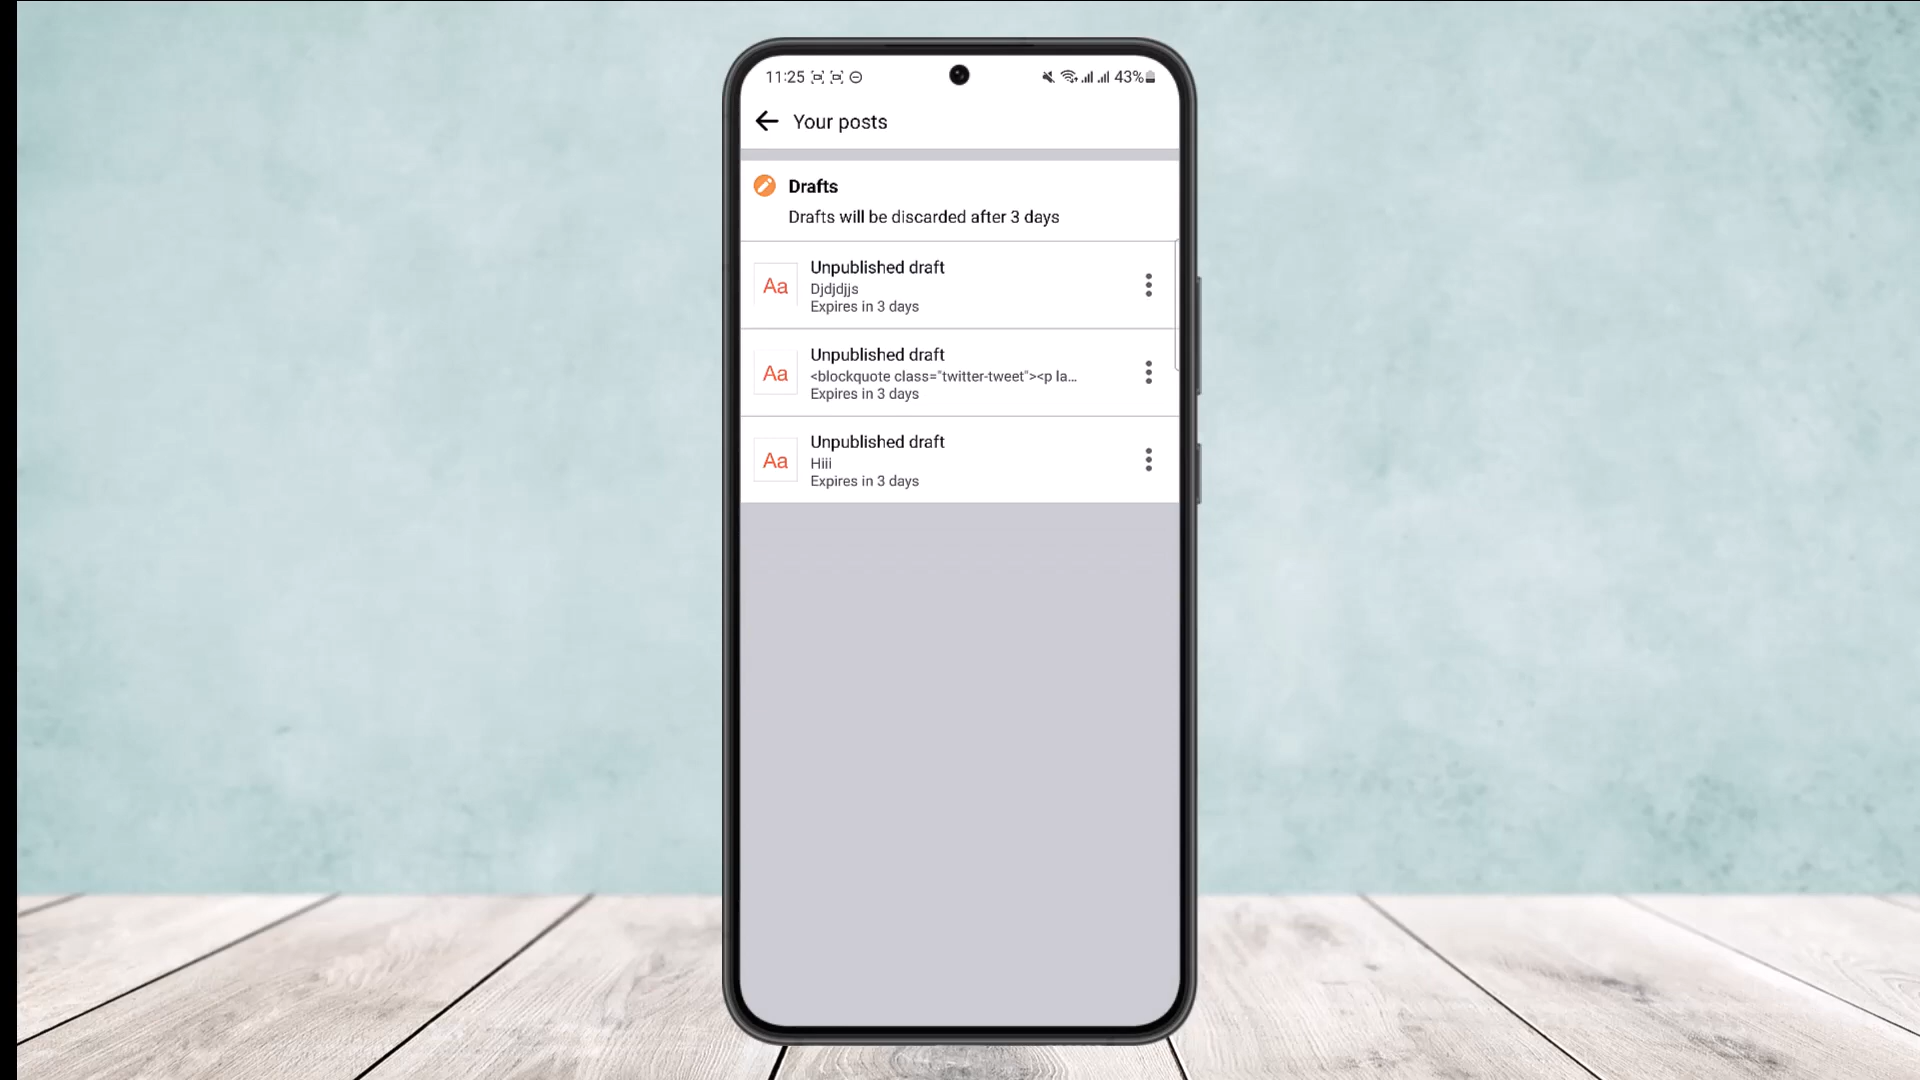 11:25
43%
Your posts
Drafts
Drafts will be discarded after 3 days
Unpublished draft
Aa
Djdjdjjs
Expires in 3 days
Unpublished draft
Aa
<blockquote class="twitter-tweet"><p la...
Expires in 3 days
Unpublished draft
Aa
Hiii
Expires in 3 days